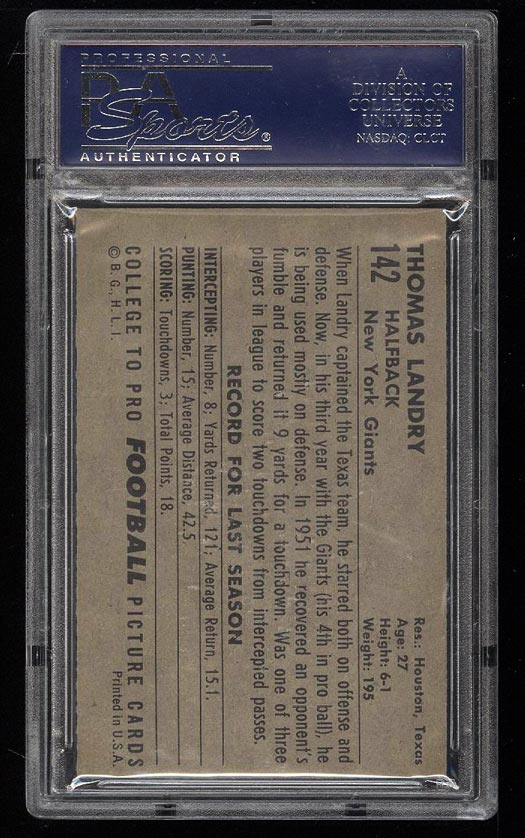 PROFESSIONAL
PSA
Sports®
AUTHENTICATOR
A
DIVISION OF
COLLECTORS
UNIVERSE
NASDAQ: CLCT
THOMAS LANDRY
142 HALFBACK
New York Giants
Res.: Houston, Texas
Age: 27
Height: 6-1
Weight: 195
When Landry captained the Texas team, he starred both on offense and
defense. Now, in his third year with the Giants (his 4th in pro ball), he
is being used mostly on defense. In 1951 he recovered an opponent's
fumble and returned it 9 yards for a touchdown. Was one of three
players in league to score two touchdowns from intercepted passes.
RECORD FOR LAST SEASON
INTERCEPTING: Number, 8; Yards Returned, 121; Average Return, 15.1.
PUNTING: Number, 15; Average Distance, 42.5.
SCORING: Touchdowns, 3; Total Points, 18.
COLLEGE TO PRO FOOTBALL PICTURE CARDS
© B. G., H. L. I.
Printed in U.S.A.